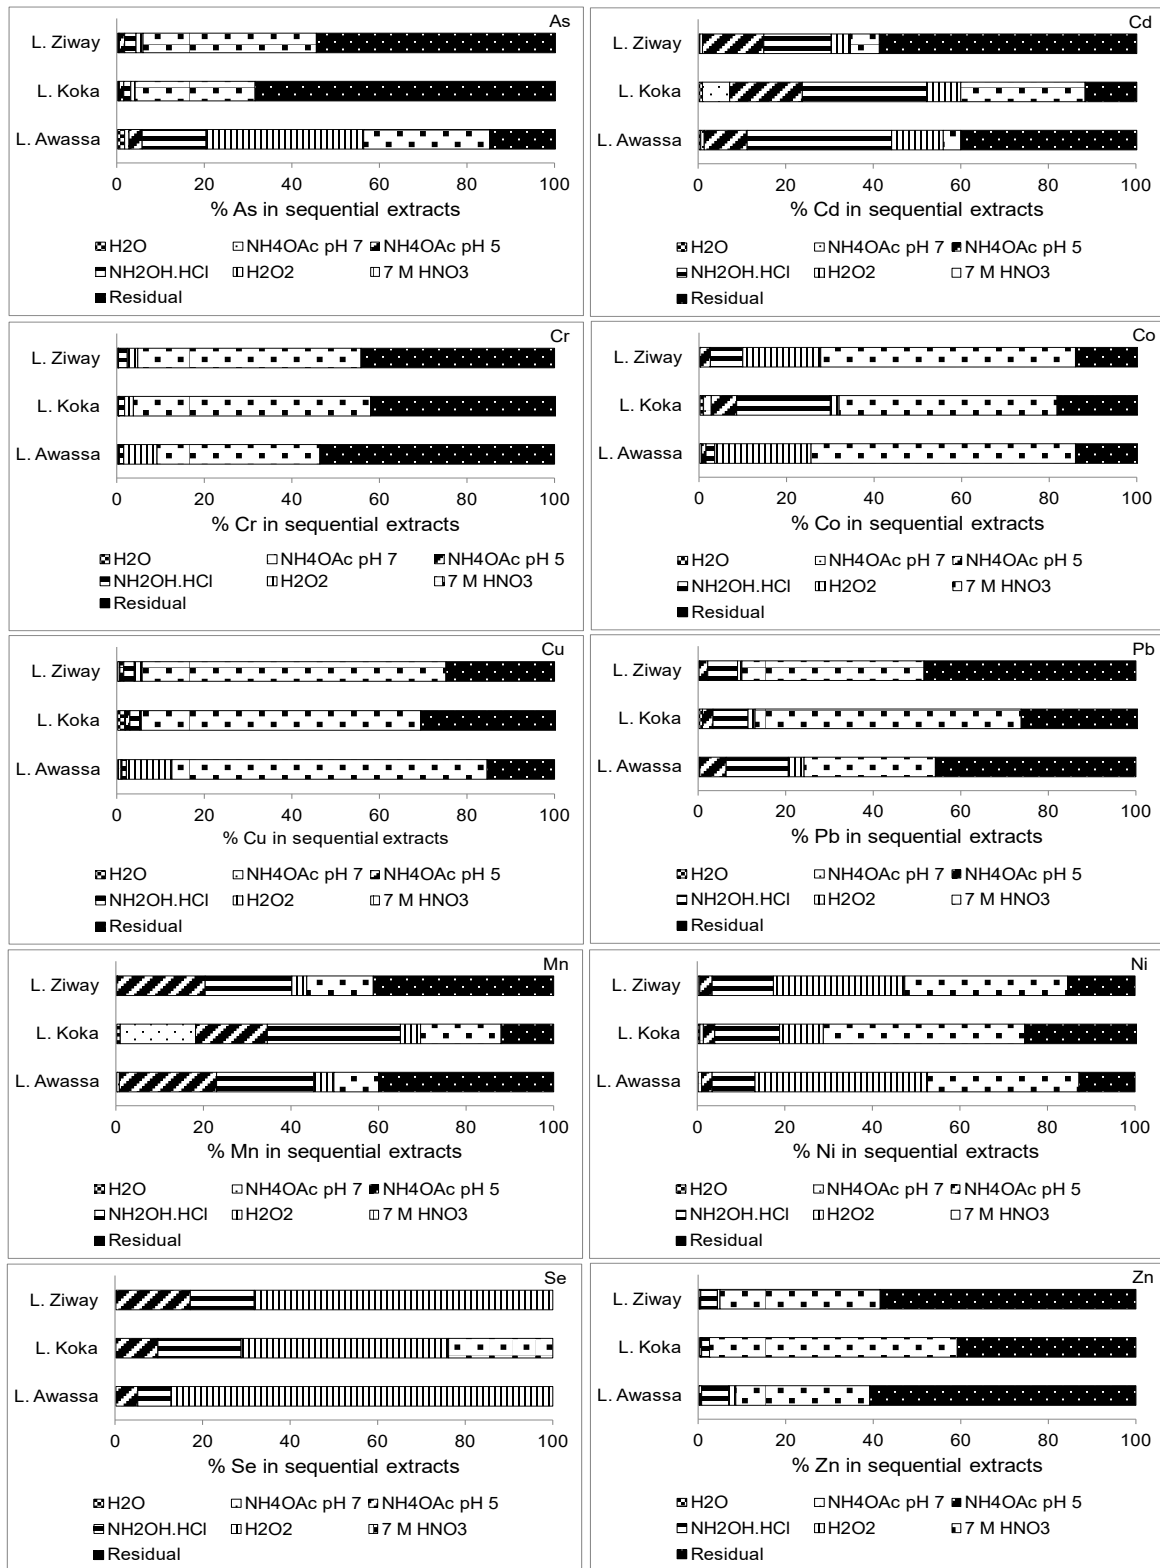 As
L. Ziway
L. Koka
L. Awassa
0 20 40 60 80 100
% As in sequential extracts
H2O NH4OAc pH 7 NH4OAc pH 5
NH2OH.HCl H2O2 7 M HNO3
Residual
Cd
L. Ziway
L. Koka
L. Awassa
0 20 40 60 80 100
% Cd in sequential extracts
H2O NH4OAc pH 7 NH4OAc pH 5
NH2OH.HCl H2O2 7 M HNO3
Residual
Cr
L. Ziway
L. Koka
L. Awassa
0 20 40 60 80 100
% Cr in sequential extracts
H2O NH4OAc pH 7 NH4OAc pH 5
NH2OH.HCl H2O2 7 M HNO3
Residual
Co
L. Ziway
L. Koka
L. Awassa
0 20 40 60 80 100
% Co in sequential extracts
H2O NH4OAc pH 7 NH4OAc pH 5
NH2OH.HCl H2O2 7 M HNO3
Residual
Cu
L. Ziway
L. Koka
L. Awassa
0 20 40 60 80 100
% Cu in sequential extracts
H2O NH4OAc pH 7 NH4OAc pH 5
NH2OH.HCl H2O2 7 M HNO3
Residual
Pb
L. Ziway
L. Koka
L. Awassa
0 20 40 60 80 100
% Pb in sequential extracts
H2O NH4OAc pH 7 NH4OAc pH 5
NH2OH.HCl H2O2 7 M HNO3
Residual
Mn
L. Ziway
L. Koka
L. Awassa
0 20 40 60 80 100
% Mn in sequential extracts
H2O NH4OAc pH 7 NH4OAc pH 5
NH2OH.HCl H2O2 7 M HNO3
Residual
Ni
L. Ziway
L. Koka
L. Awassa
0 20 40 60 80 100
% Ni in sequential extracts
H2O NH4OAc pH 7 NH4OAc pH 5
NH2OH.HCl H2O2 7 M HNO3
Residual
Se
L. Ziway
L. Koka
L. Awassa
0 20 40 60 80 100
% Se in sequential extracts
H2O NH4OAc pH 7 NH4OAc pH 5
NH2OH.HCl H2O2 7 M HNO3
Residual
Zn
L. Ziway
L. Koka
L. Awassa
0 20 40 60 80 100
% Zn in sequential extracts
H2O NH4OAc pH 7 NH4OAc pH 5
NH2OH.HCl H2O2 7 M HNO3
Residual